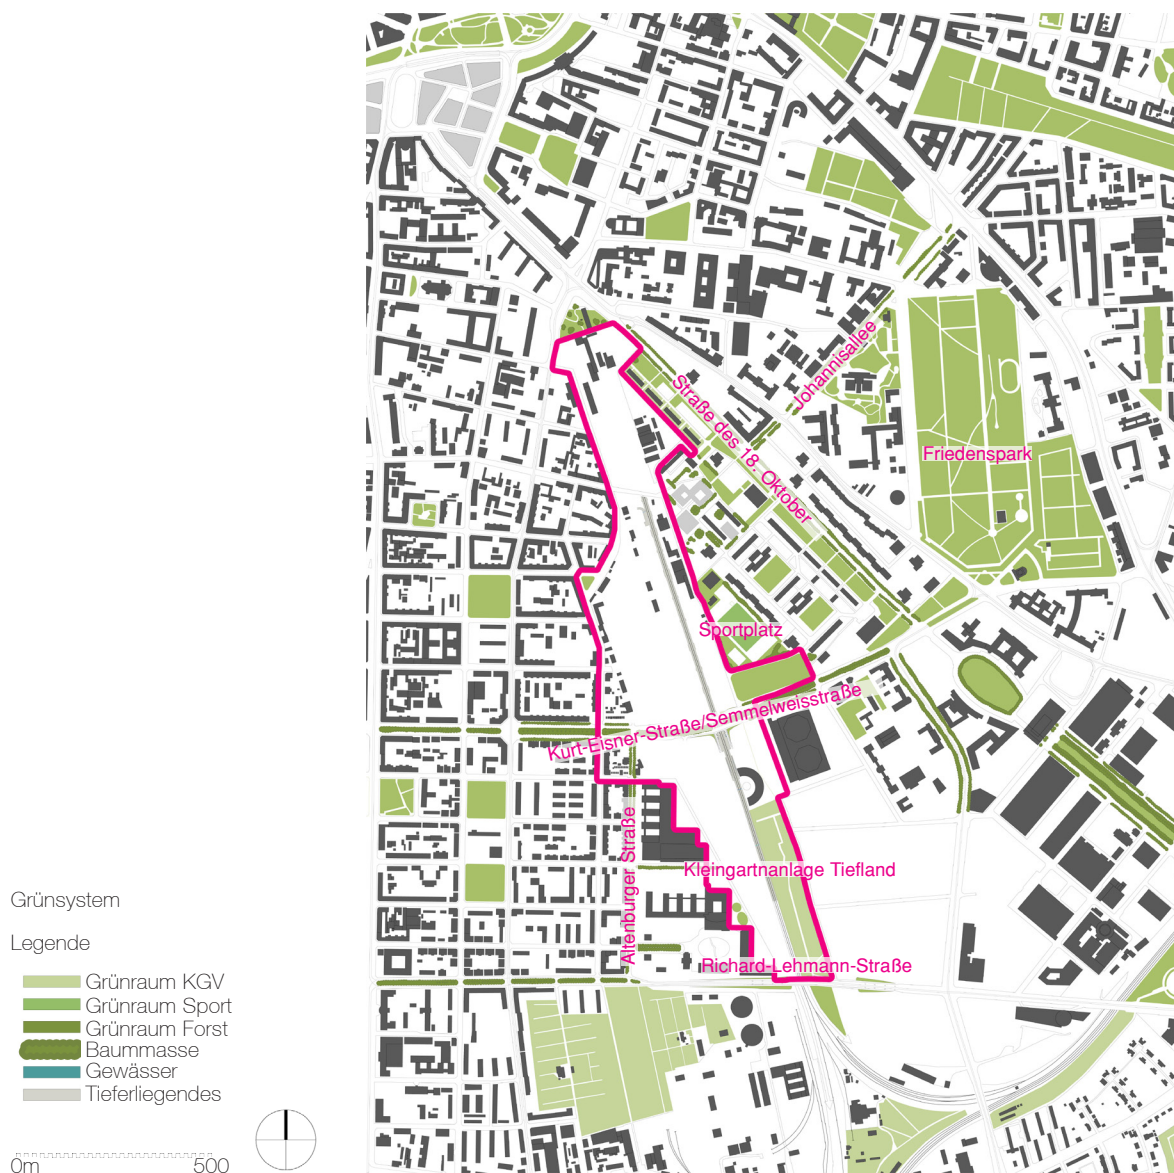 Johannisallee
Straße des 18. Oktober
Friedenspark
Sportplatz
Kurt-Eisner-Straße/Semmelweisstraße
Altenburger Straße
Kleingartnanlage Tiefland
Richard-Lehmann-Straße
Grünsystem
Legende
Grünraum KGV
Grünraum Sport
Grünraum Forst
Baummasse
Gewässer
Tieferliegendes
0m 500